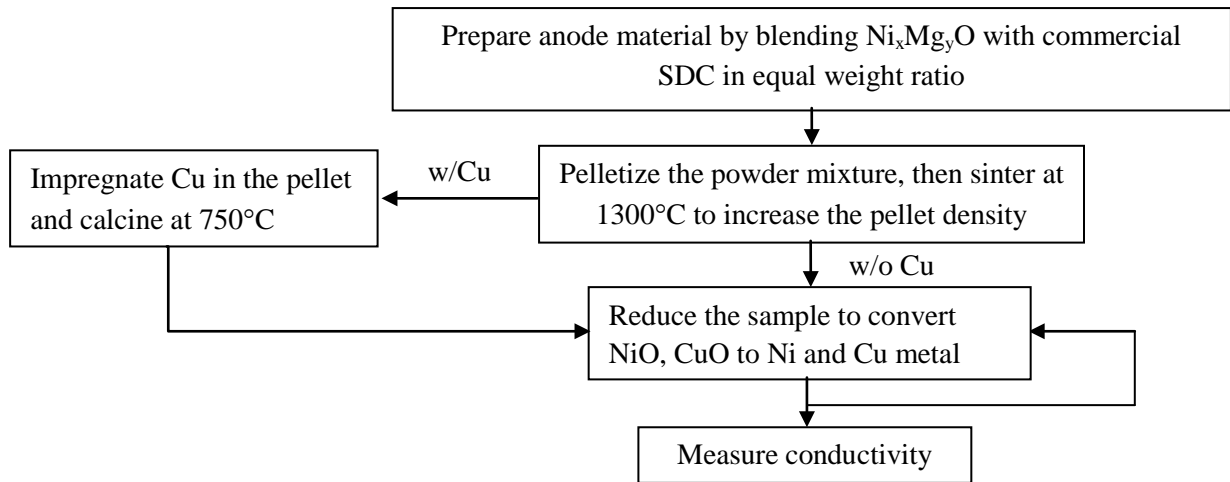 Prepare anode material by blending NiₓMgᵧO with commercial
SDC in equal weight ratio
w/Cu
Impregnate Cu in the pellet
and calcine at 750°C
Pelletize the powder mixture, then sinter at
1300°C to increase the pellet density
w/o Cu
Reduce the sample to convert
NiO, CuO to Ni and Cu metal
Measure conductivity